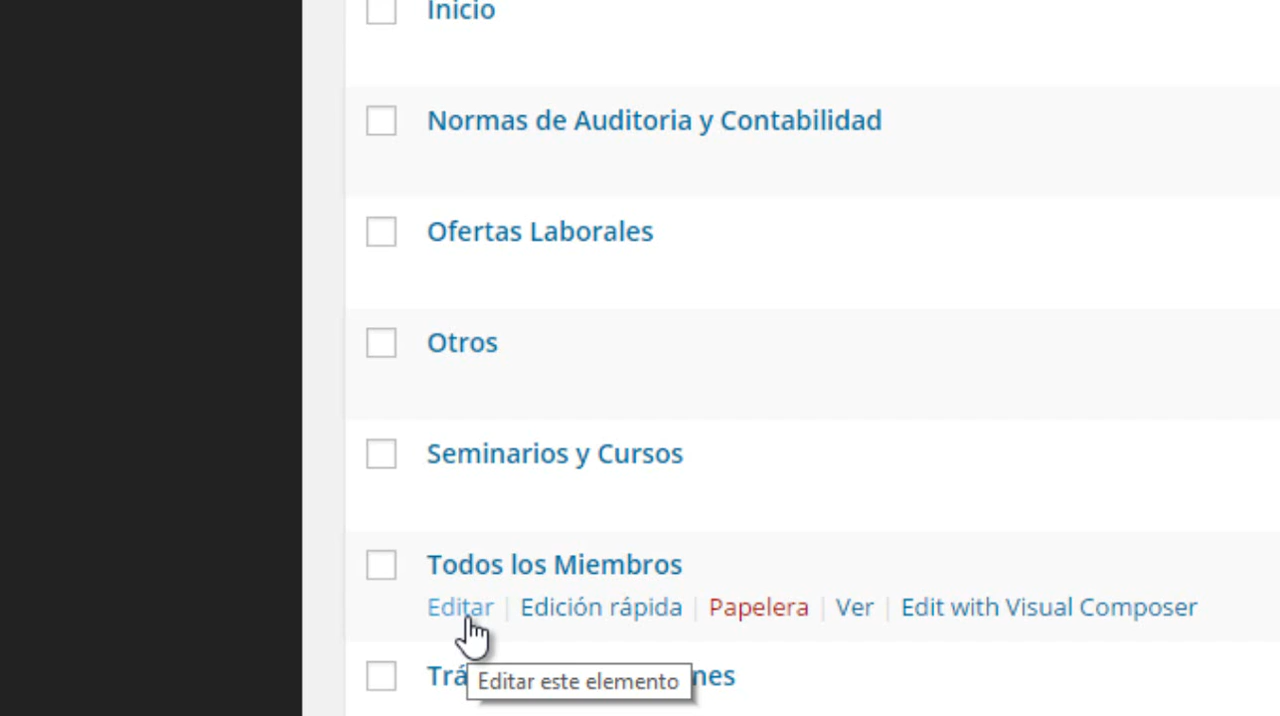 Inicio
Normas de Auditoria y Contabilidad
Ofertas Laborales
Otros
Seminarios y Cursos
Todos los Miembros
Editar | Edición rápida | Papelera | Ver | Edit with Visual Composer
Editar este elemento